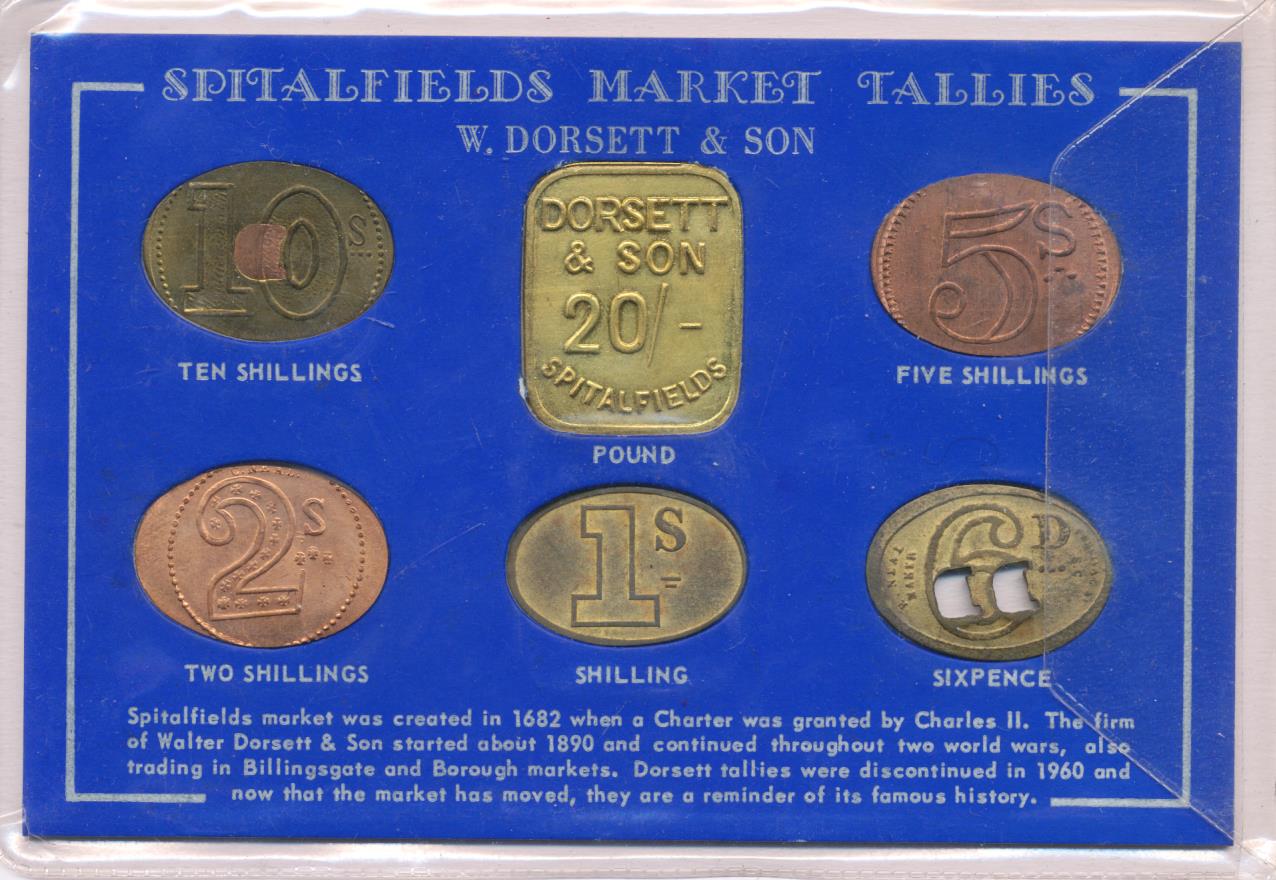 SPITALFIELDS MARKET TALLIES
W. DORSETT & SON
10 S
DORSETT
& SON
20/-
SPITALFIELDS
5 S
TEN SHILLINGS
POUND
FIVE SHILLINGS
2 S
1 S
6 D
MAKER
TWO SHILLINGS
SHILLING
SIXPENCE
Spitalfields market was created in 1682 when a Charter was granted by Charles II. The firm
of Walter Dorsett & Son started about 1890 and continued throughout two world wars, also
trading in Billingsgate and Borough markets. Dorsett tallies were discontinued in 1960 and
now that the market has moved, they are a reminder of its famous history.